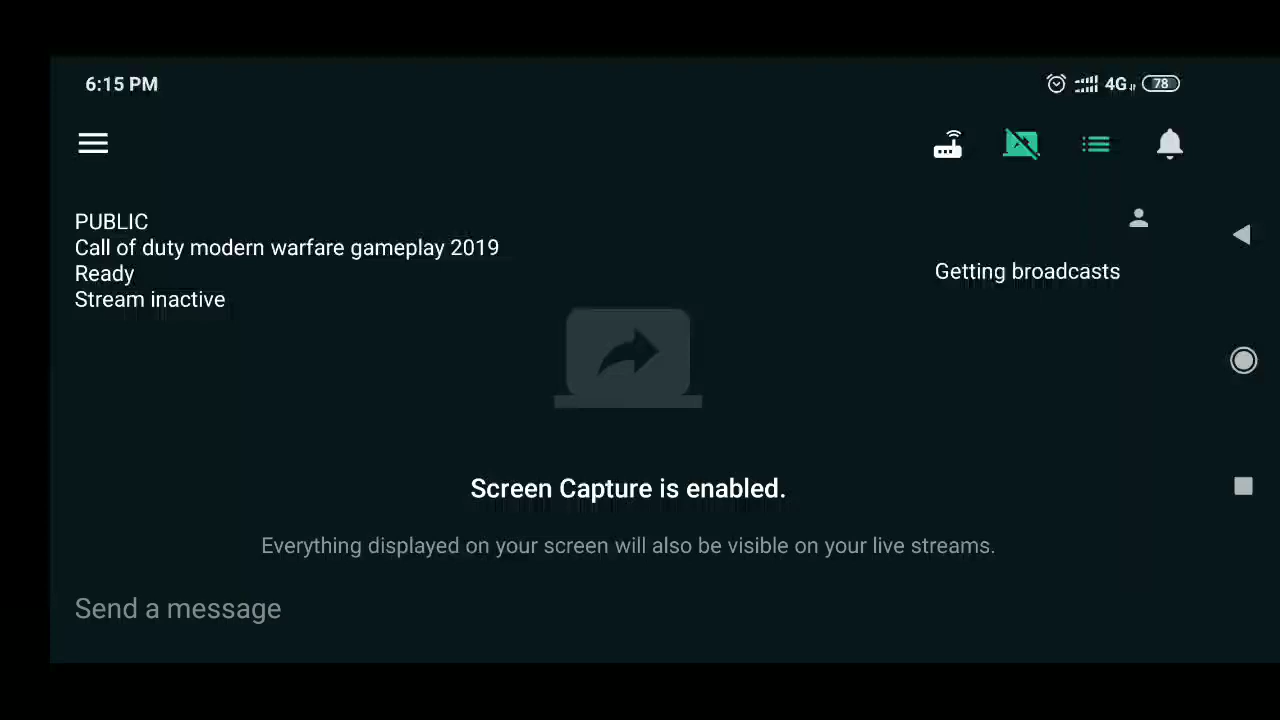 6:15 PM
4G 78
PUBLIC
Call of duty modern warfare gameplay 2019
Ready
Stream inactive
Getting broadcasts
Screen Capture is enabled.
Everything displayed on your screen will also be visible on your live streams.
Send a message